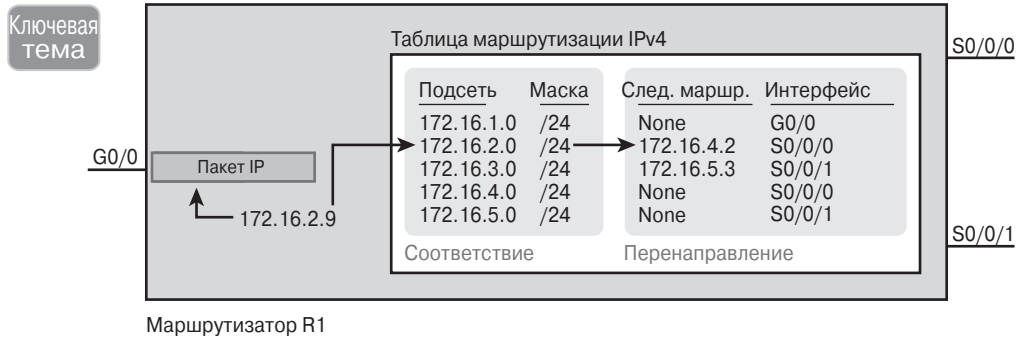 Ключевая
тема
Таблица маршрутизации IPv4
S0/0/0
Подсеть Маска След. маршр. Интерфейс
172.16.1.0 /24 None G0/0
172.16.2.0 /24 172.16.4.2 S0/0/0
172.16.3.0 /24 172.16.5.3 S0/0/1
172.16.4.0 /24 None S0/0/0
172.16.5.0 /24 None S0/0/1
Соответствие Перенаправление
G0/0
Пакет IP
172.16.2.9
S0/0/1
Маршрутизатор R1